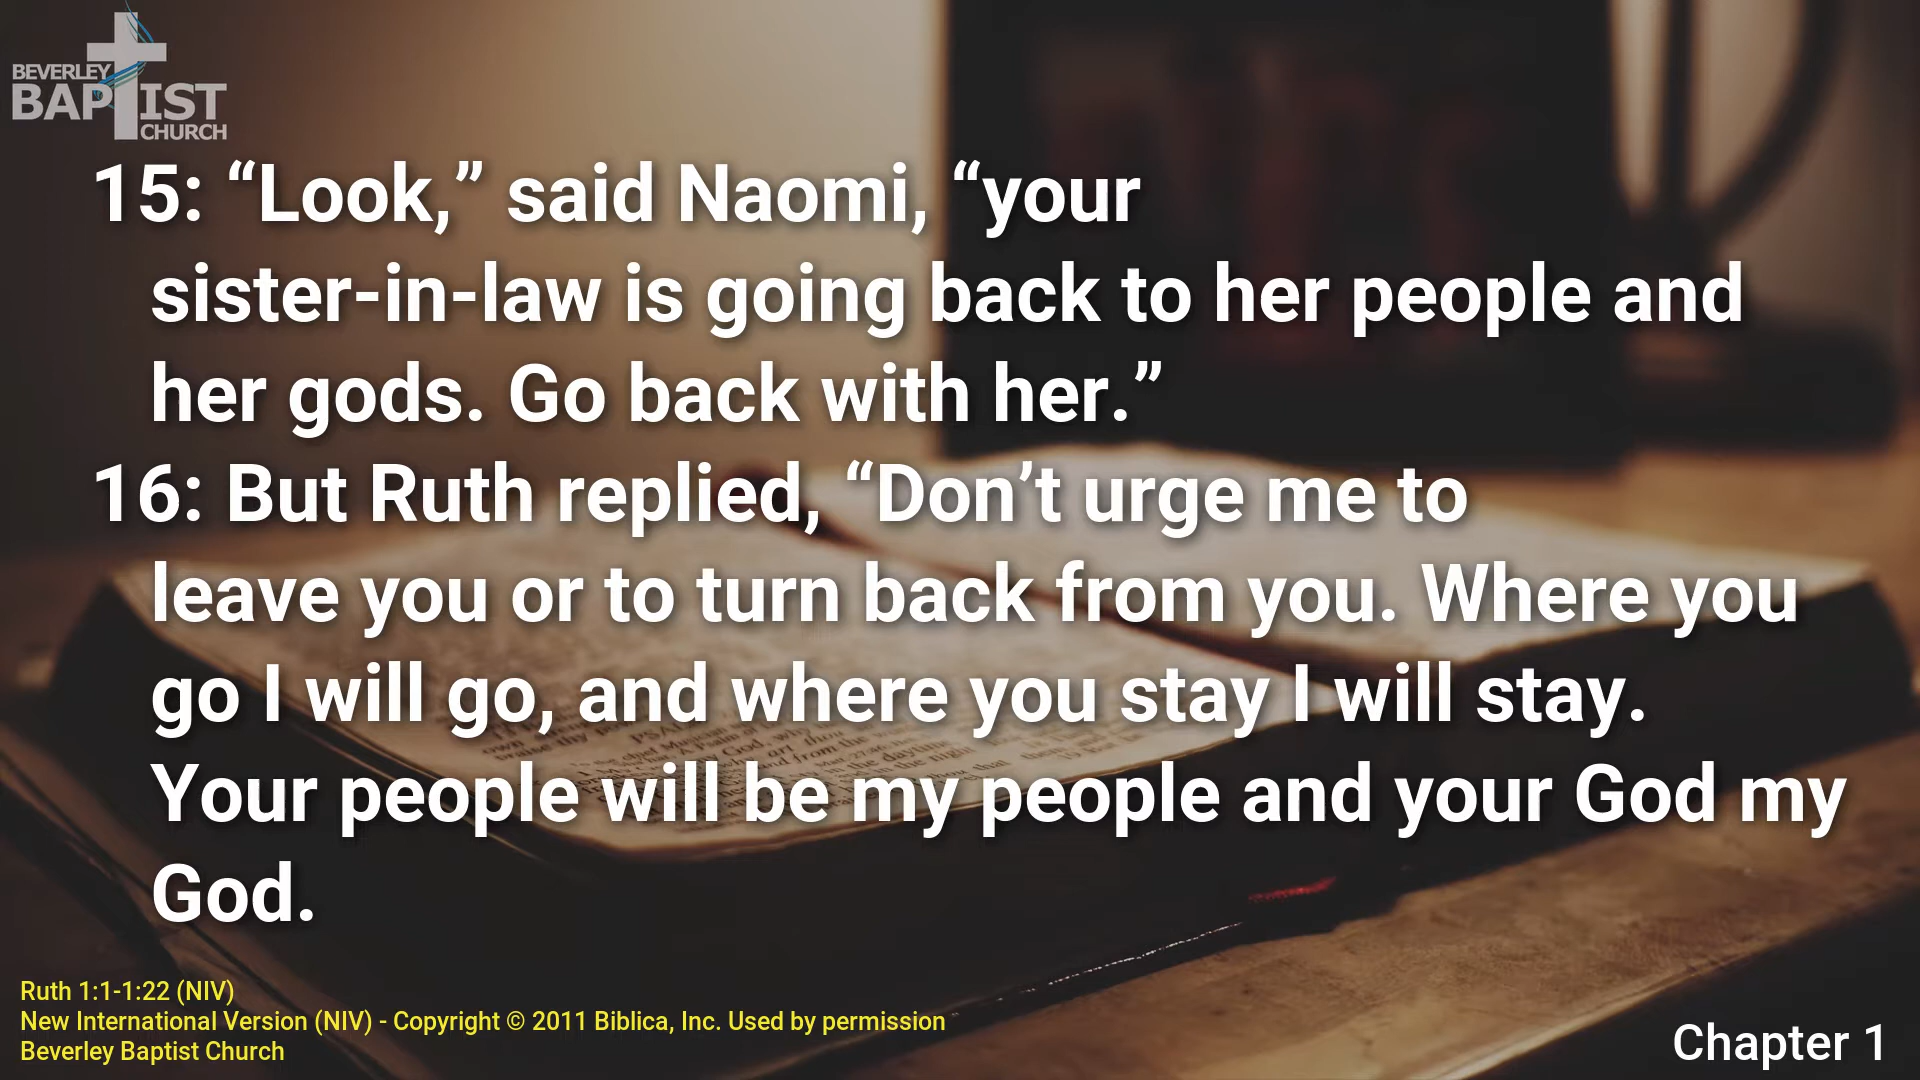 BEVERLEY
BAPTIST
CHURCH
15: “Look,” said Naomi, “your
sister-in-law is going back to her people and
her gods. Go back with her.”
16: But Ruth replied, “Don’t urge me to
leave you or to turn back from you. Where you
go I will go, and where you stay I will stay.
Your people will be my people and your God my
God.
Ruth 1:1-1:22 (NIV)
New International Version (NIV) - Copyright © 2011 Biblica, Inc. Used by permission
Beverley Baptist Church
Chapter 1